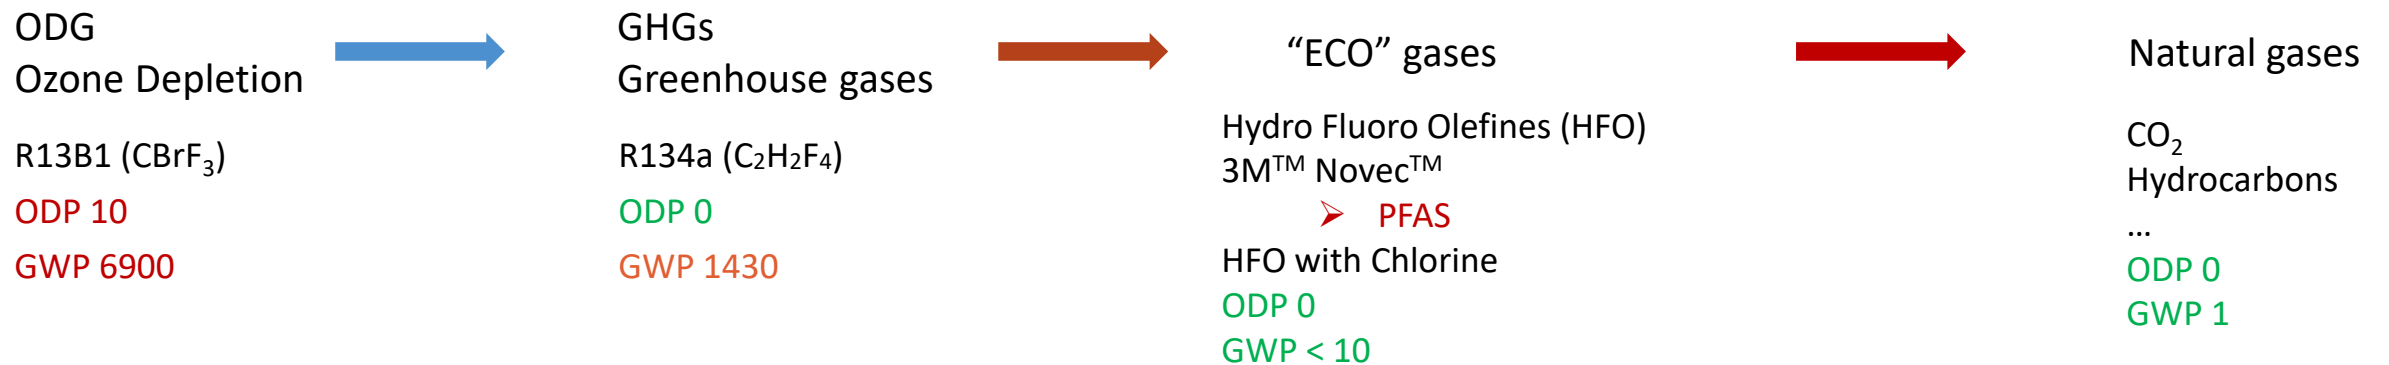 ODG
Ozone Depletion
R13B1 (CBrF₃)
ODP 10
GWP 6900
GHGs
Greenhouse gases
R134a (C₂H₂F₄)
ODP 0
GWP 1430
“ECO” gases
Hydro Fluoro Olefines (HFO)
3M™ Novec™
➢ PFAS
HFO with Chlorine
ODP 0
GWP < 10
Natural gases
CO₂
Hydrocarbons
...
ODP 0
GWP 1